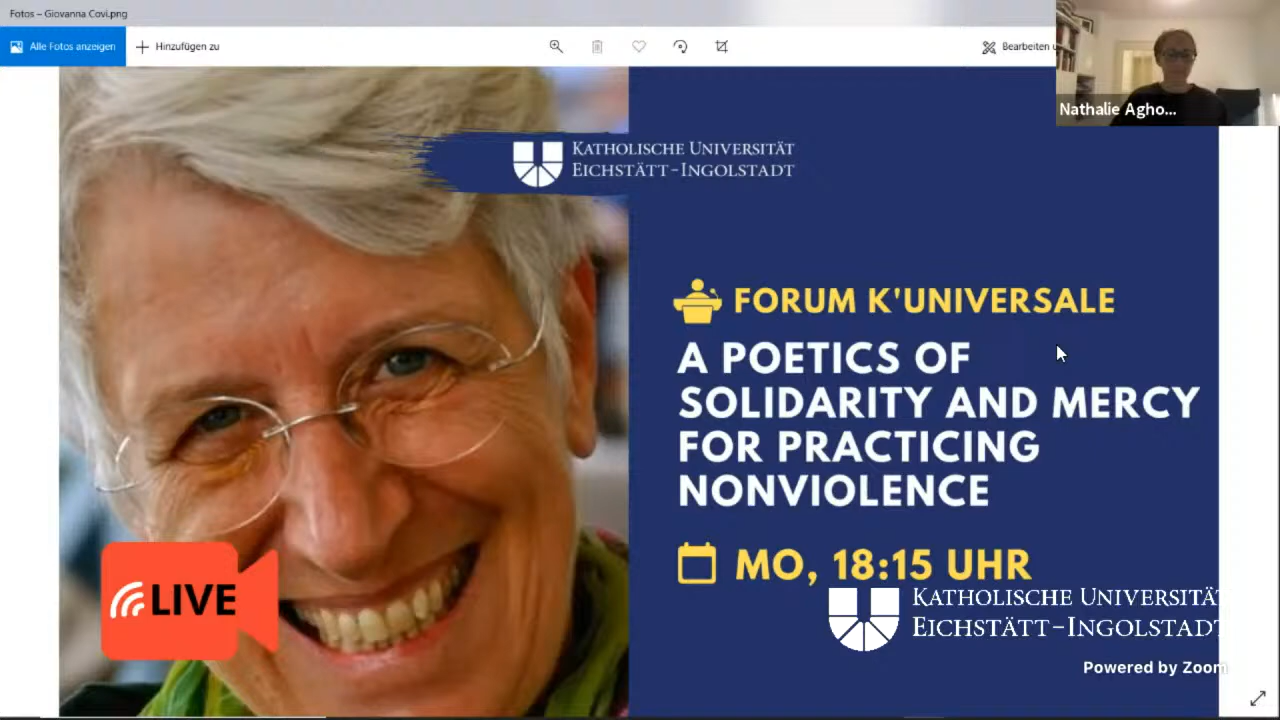 Fotos – Giovanna Covi.png
Alle Fotos anzeigen
Hinzufügen zu
Bearbeiten u
Nathalie Agho...
KATHOLISCHE UNIVERSITÄT
EICHSTÄTT-INGOLSTADT
FORUM K'UNIVERSALE
A POETICS OF
SOLIDARITY AND MERCY
FOR PRACTICING
NONVIOLENCE
MO, 18:15 UHR
LIVE
KATHOLISCHE UNIVERSITÄT
EICHSTÄTT-INGOLSTADT
Powered by Zoom